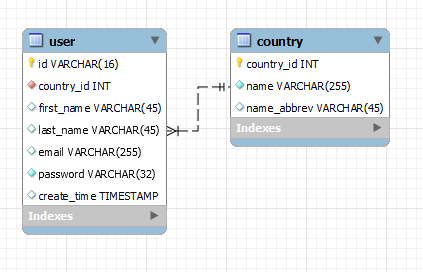 user
id VARCHAR(16)
country_id INT
first_name VARCHAR(45)
last_name VARCHAR(45)
email VARCHAR(255)
password VARCHAR(32)
create_time TIMESTAMP
Indexes
country
country_id INT
name VARCHAR(255)
name_abbrev VARCHAR(45)
Indexes